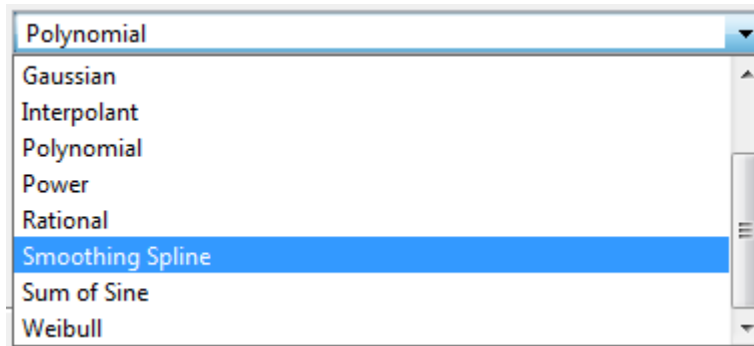 Polynomial
Gaussian
Interpolant
Polynomial
Power
Rational
Smoothing Spline
Sum of Sine
Weibull